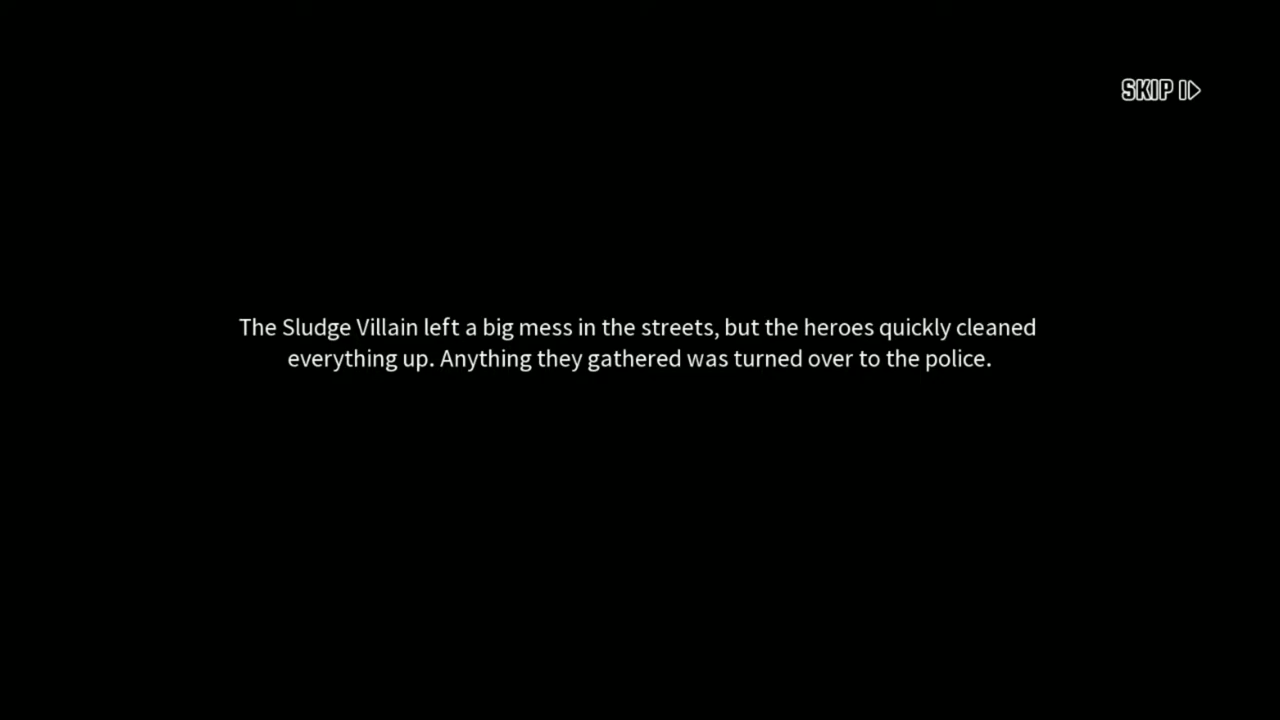 SKIP
The Sludge Villain left a big mess in the streets, but the heroes quickly cleaned
everything up. Anything they gathered was turned over to the police.